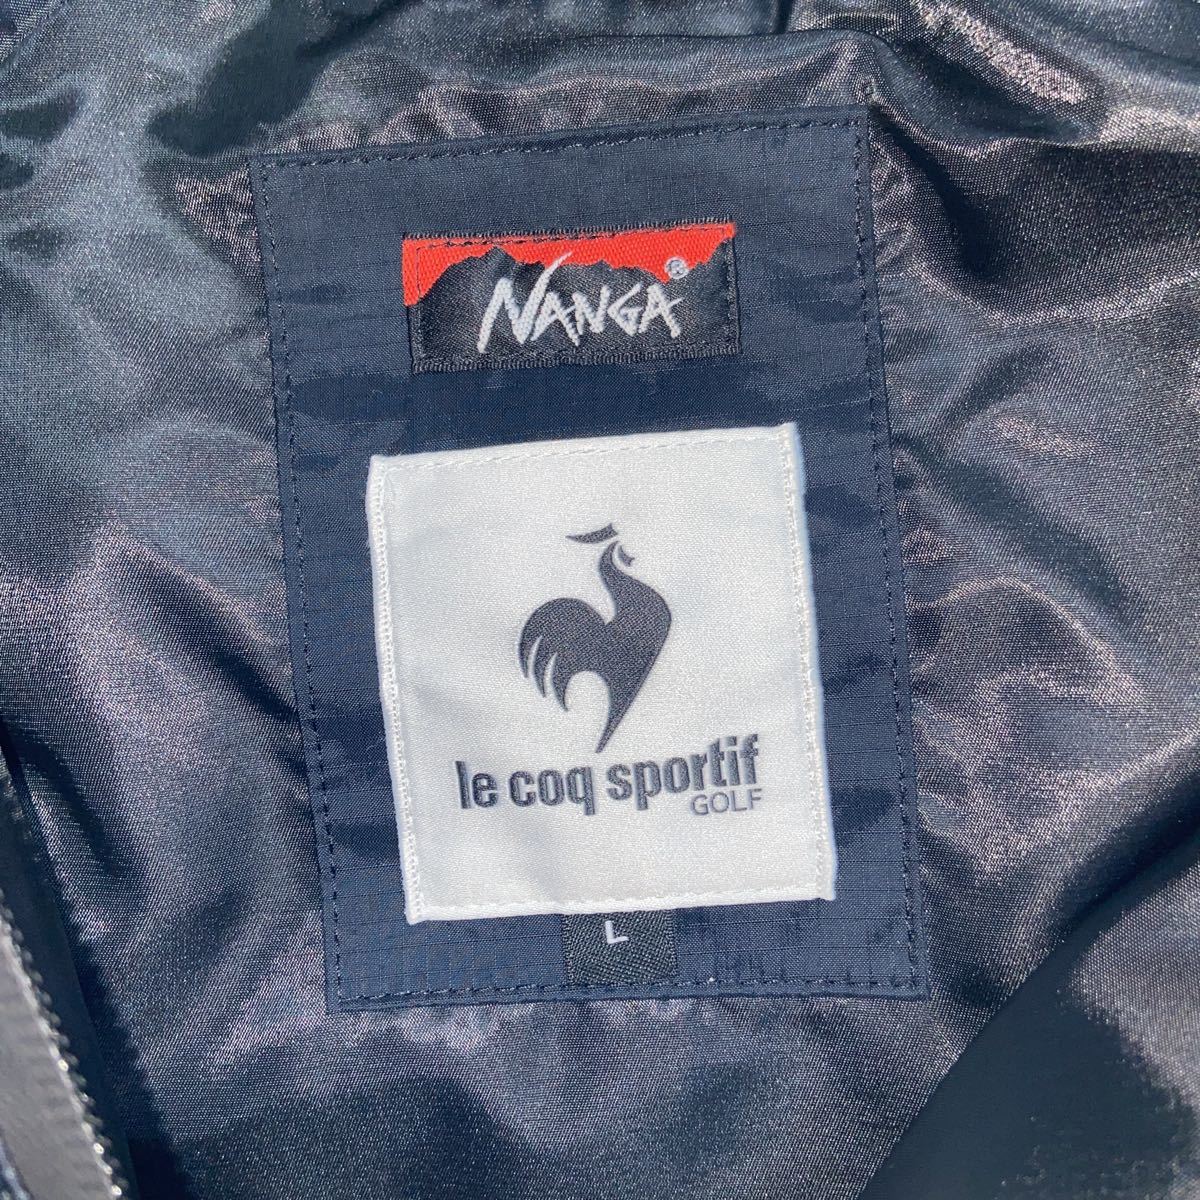 NANGA®
le coq sportif
GOLF
L